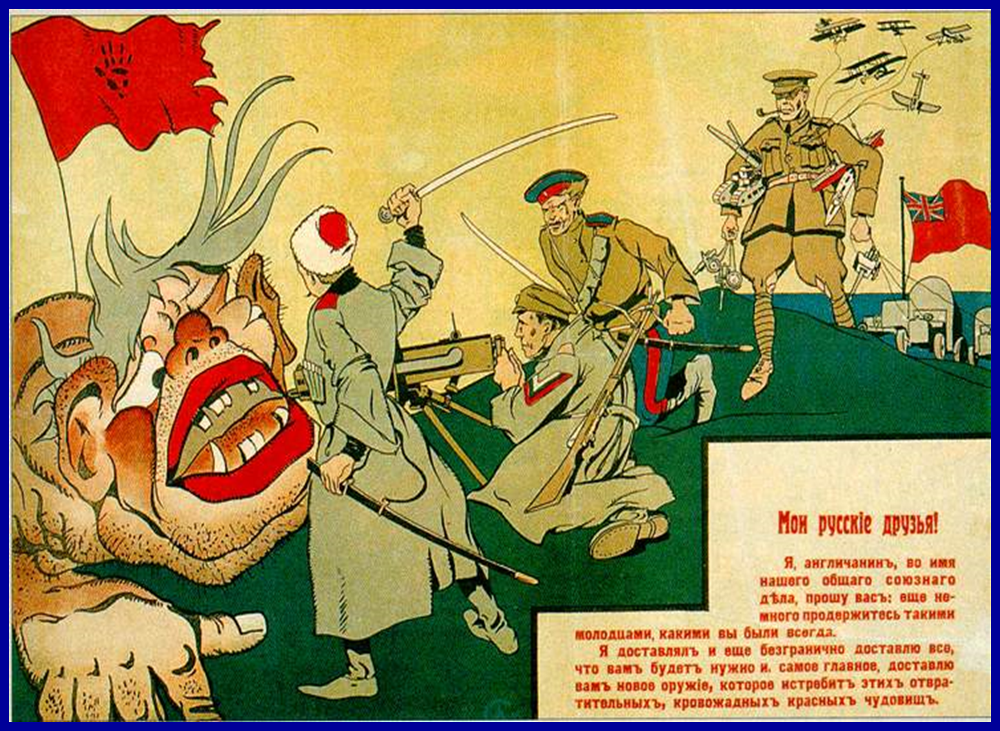 Мои русскіе друзья!
Я, англичанинъ, во имя
нашего общаго союзнаго
дѣла, прошу васъ: еще не-
много продержитесь такими
молодцами, какими вы были всегда.
Я доставлялъ и еще безгранично доставлю все,
что вамъ будетъ нужно и. самое главное, доставлю
вамъ новое оружіе, которое истребитъ этихъ отвра-
тительныхъ, кровожадныхъ красныхъ чудовищъ.